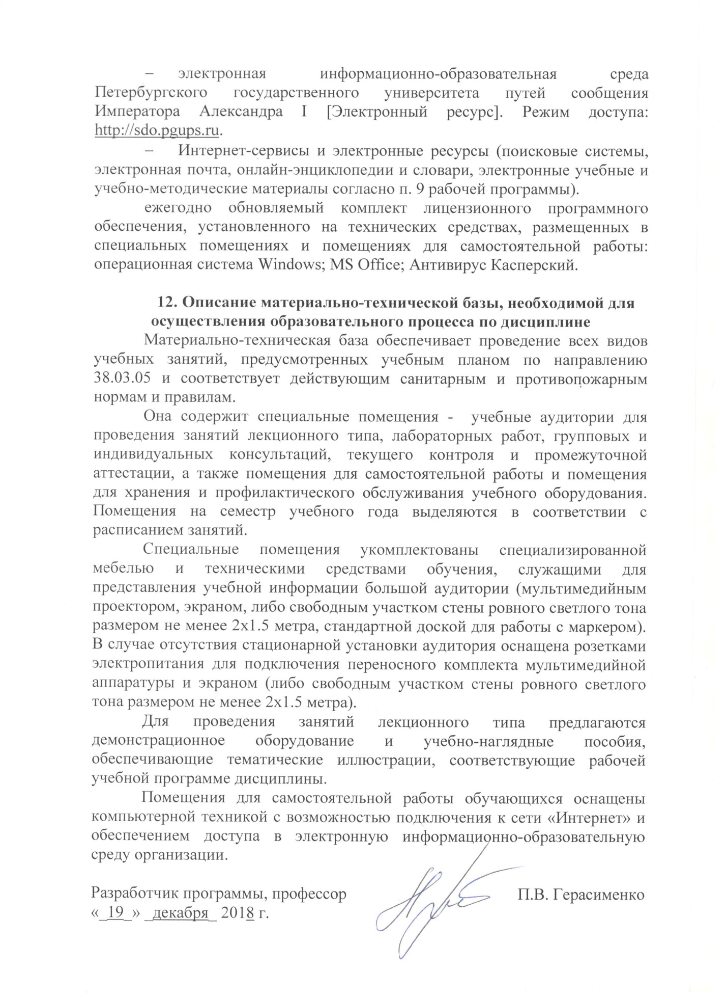 – электронная информационно-образовательная среда
Петербургского государственного университета путей сообщения
Императора Александра I [Электронный ресурс]. Режим доступа:
http://sdo.pgups.ru.
– Интернет-сервисы и электронные ресурсы (поисковые системы,
электронная почта, онлайн-энциклопедии и словари, электронные учебные и
учебно-методические материалы согласно п. 9 рабочей программы).
ежегодно обновляемый комплект лицензионного программного
обеспечения, установленного на технических средствах, размещенных в
специальных помещениях и помещениях для самостоятельной работы:
операционная система Windows; MS Office; Антивирус Касперский.
12. Описание материально-технической базы, необходимой для
осуществления образовательного процесса по дисциплине
Материально-техническая база обеспечивает проведение всех видов
учебных занятий, предусмотренных учебным планом по направлению
38.03.05 и соответствует действующим санитарным и противопожарным
нормам и правилам.
Она содержит специальные помещения - учебные аудитории для
проведения занятий лекционного типа, лабораторных работ, групповых и
индивидуальных консультаций, текущего контроля и промежуточной
аттестации, а также помещения для самостоятельной работы и помещения
для хранения и профилактического обслуживания учебного оборудования.
Помещения на семестр учебного года выделяются в соответствии с
расписанием занятий.
Специальные помещения укомплектованы специализированной
мебелью и техническими средствами обучения, служащими для
представления учебной информации большой аудитории (мультимедийным
проектором, экраном, либо свободным участком стены ровного светлого тона
размером не менее 2х1.5 метра, стандартной доской для работы с маркером).
В случае отсутствия стационарной установки аудитория оснащена розетками
электропитания для подключения переносного комплекта мультимедийной
аппаратуры и экраном (либо свободным участком стены ровного светлого
тона размером не менее 2х1.5 метра).
Для проведения занятий лекционного типа предлагаются
демонстрационное оборудование и учебно-наглядные пособия,
обеспечивающие тематические иллюстрации, соответствующие рабочей
учебной программе дисциплины.
Помещения для самостоятельной работы обучающихся оснащены
компьютерной техникой с возможностью подключения к сети «Интернет» и
обеспечением доступа в электронную информационно-образовательную
среду организации.
Разработчик программы, профессор П.В. Герасименко
«_19_» _декабря_ 2018 г.